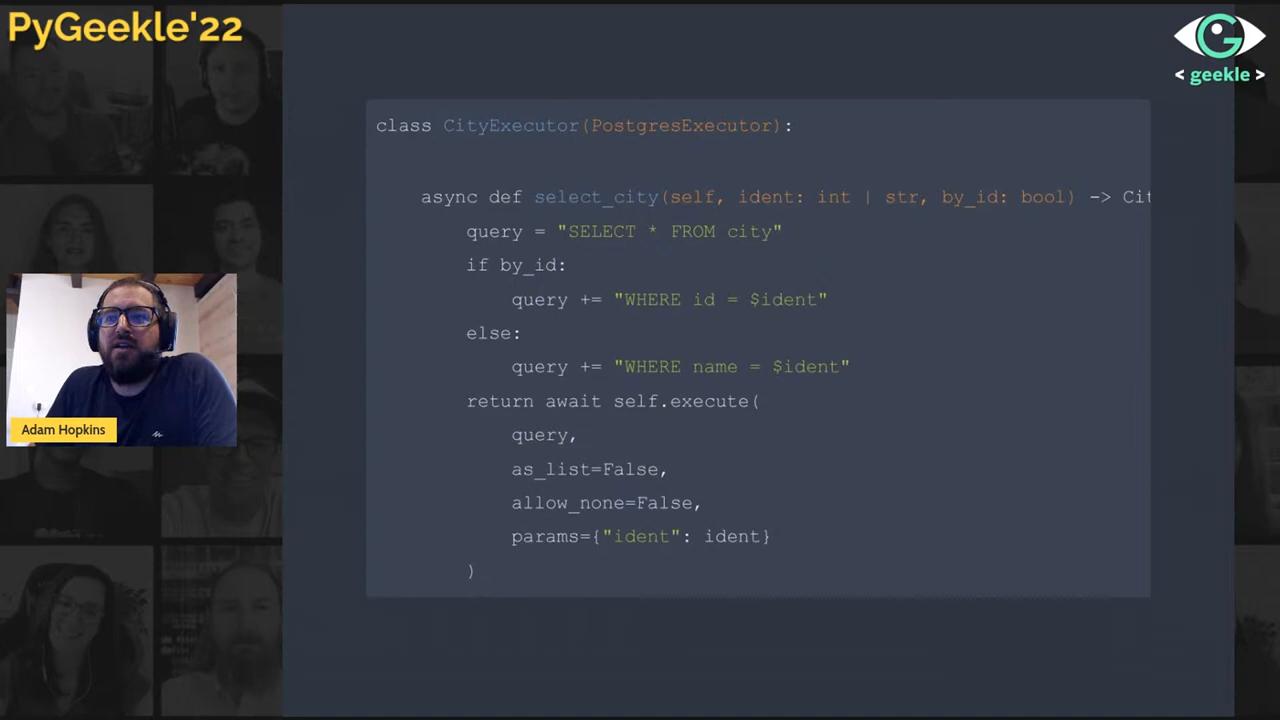 PyGeekle'22
< geekle >
class CityExecutor(PostgresExecutor):
async def select_city(self, ident: int | str, by_id: bool) -> Cit
query = "SELECT * FROM city"
if by_id:
query += "WHERE id = $ident"
else:
query += "WHERE name = $ident"
return await self.execute(
query,
as_list=False,
allow_none=False,
params={"ident": ident}
)
Adam Hopkins